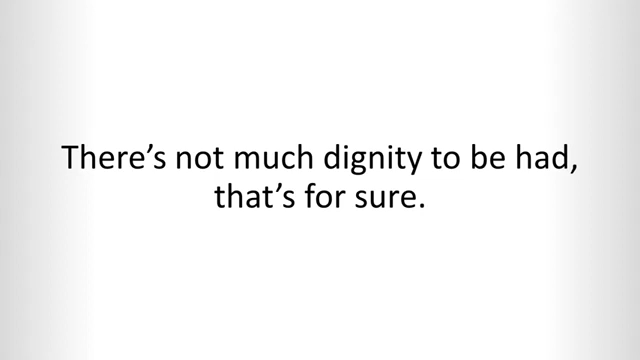 There’s not much dignity to be had,
that’s for sure.